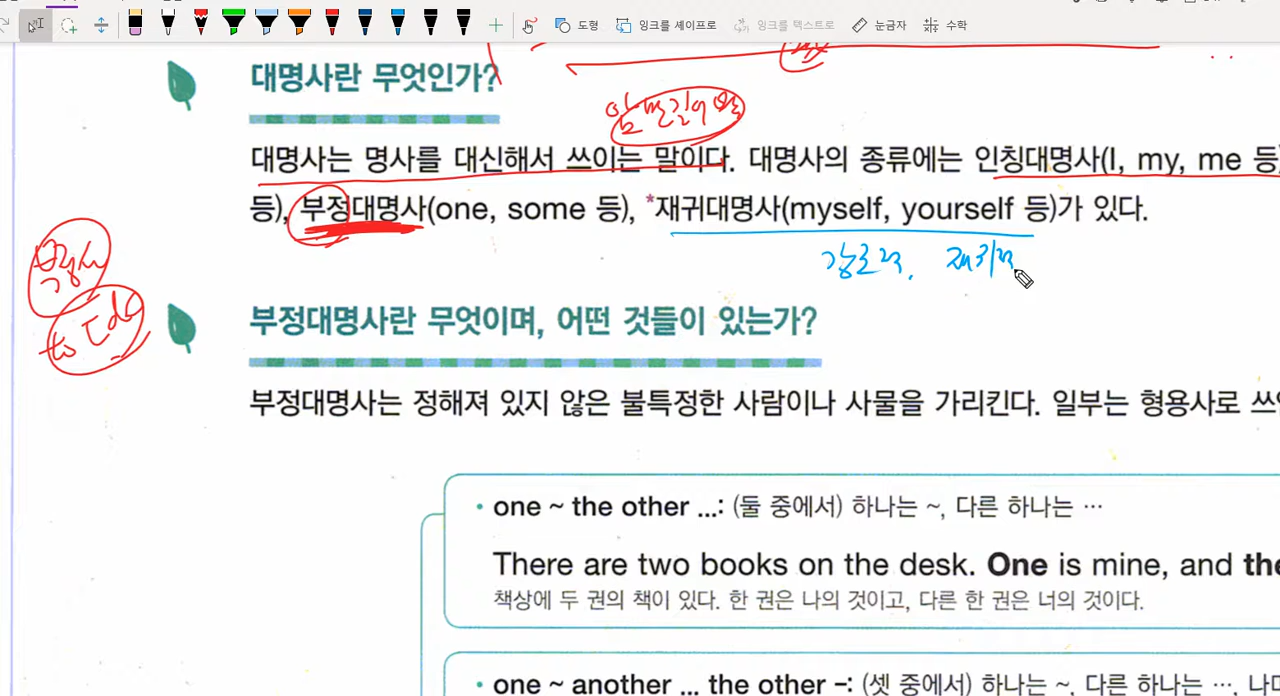 도형 잉크를 셰이프로 잉크를 텍스트로 눈금자 수학
대명사란 무엇인가?
대명사는 명사를 대신해서 쓰이는 말이다. 대명사의 종류에는 인칭대명사(I, my, me 등)
등), 부정대명사(one, some 등), *재귀대명사(myself, yourself 등)가 있다.
강조적, 재귀적
부정사
부정대명사란 무엇이며, 어떤 것들이 있는가?
부정대명사는 정해져 있지 않은 불특정한 사람이나 사물을 가리킨다. 일부는 형용사로
• one ~ the other ...: (둘 중에서) 하나는 ~, 다른 하나는 …
There are two books on the desk. One is mine, and the
책상에 두 권의 책이 있다. 한 권은 나의 것이고, 다른 한 권은 너의 것이다.
• one ~ another ... the other –: (셋 중에서) 하나는 ~, 다른 하나는 …,